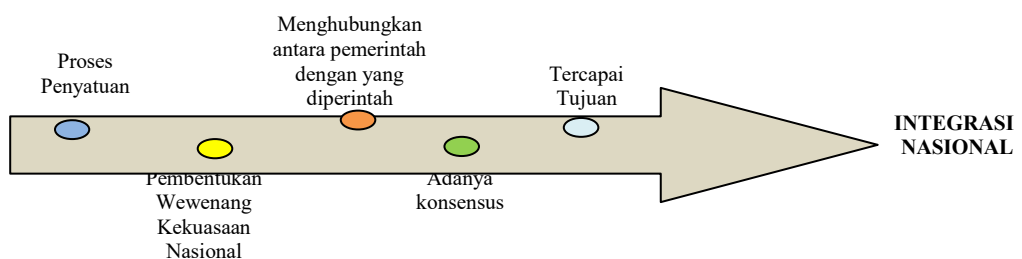 Proses
Penyatuan
Pembentukan
Wewenang
Kekuasaan
Nasional
Menghubungkan
antara pemerintah
dengan yang
diperintah
Adanya
konsensus
Tercapai
Tujuan
INTEGRASI
NASIONAL